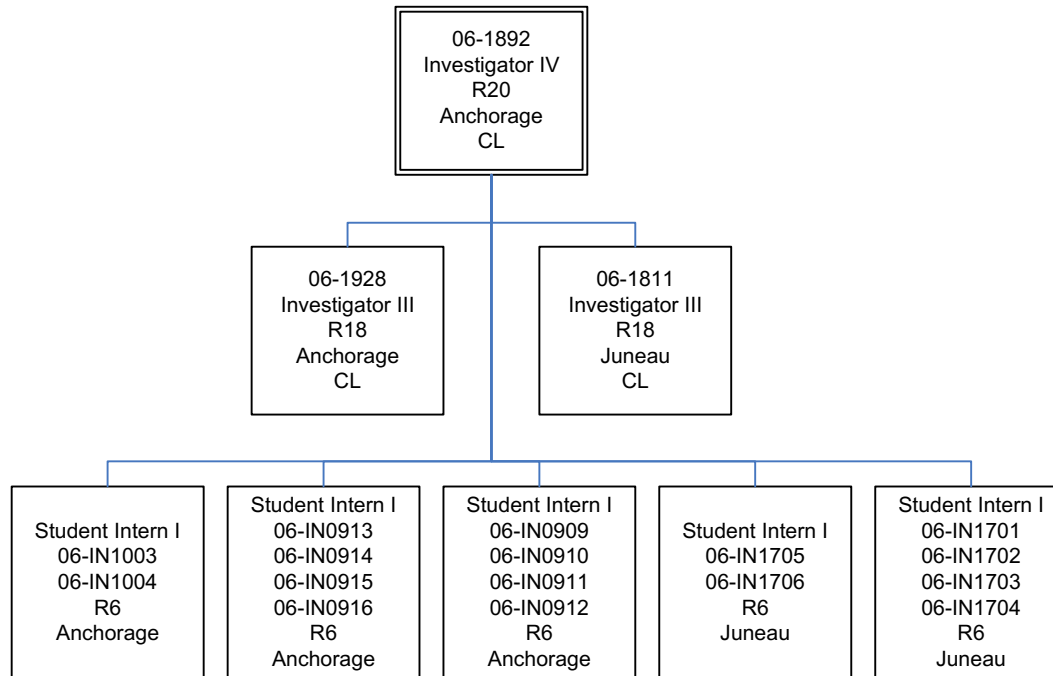 06-1892
Investigator IV
R20
Anchorage
CL
06-1928
Investigator III
R18
Anchorage
CL
06-1811
Investigator III
R18
Juneau
CL
Student Intern I
06-IN1003
06-IN1004
R6
Anchorage
Student Intern I
06-IN0913
06-IN0914
06-IN0915
06-IN0916
R6
Anchorage
Student Intern I
06-IN0909
06-IN0910
06-IN0911
06-IN0912
R6
Anchorage
Student Intern I
06-IN1705
06-IN1706
R6
Juneau
Student Intern I
06-IN1701
06-IN1702
06-IN1703
06-IN1704
R6
Juneau